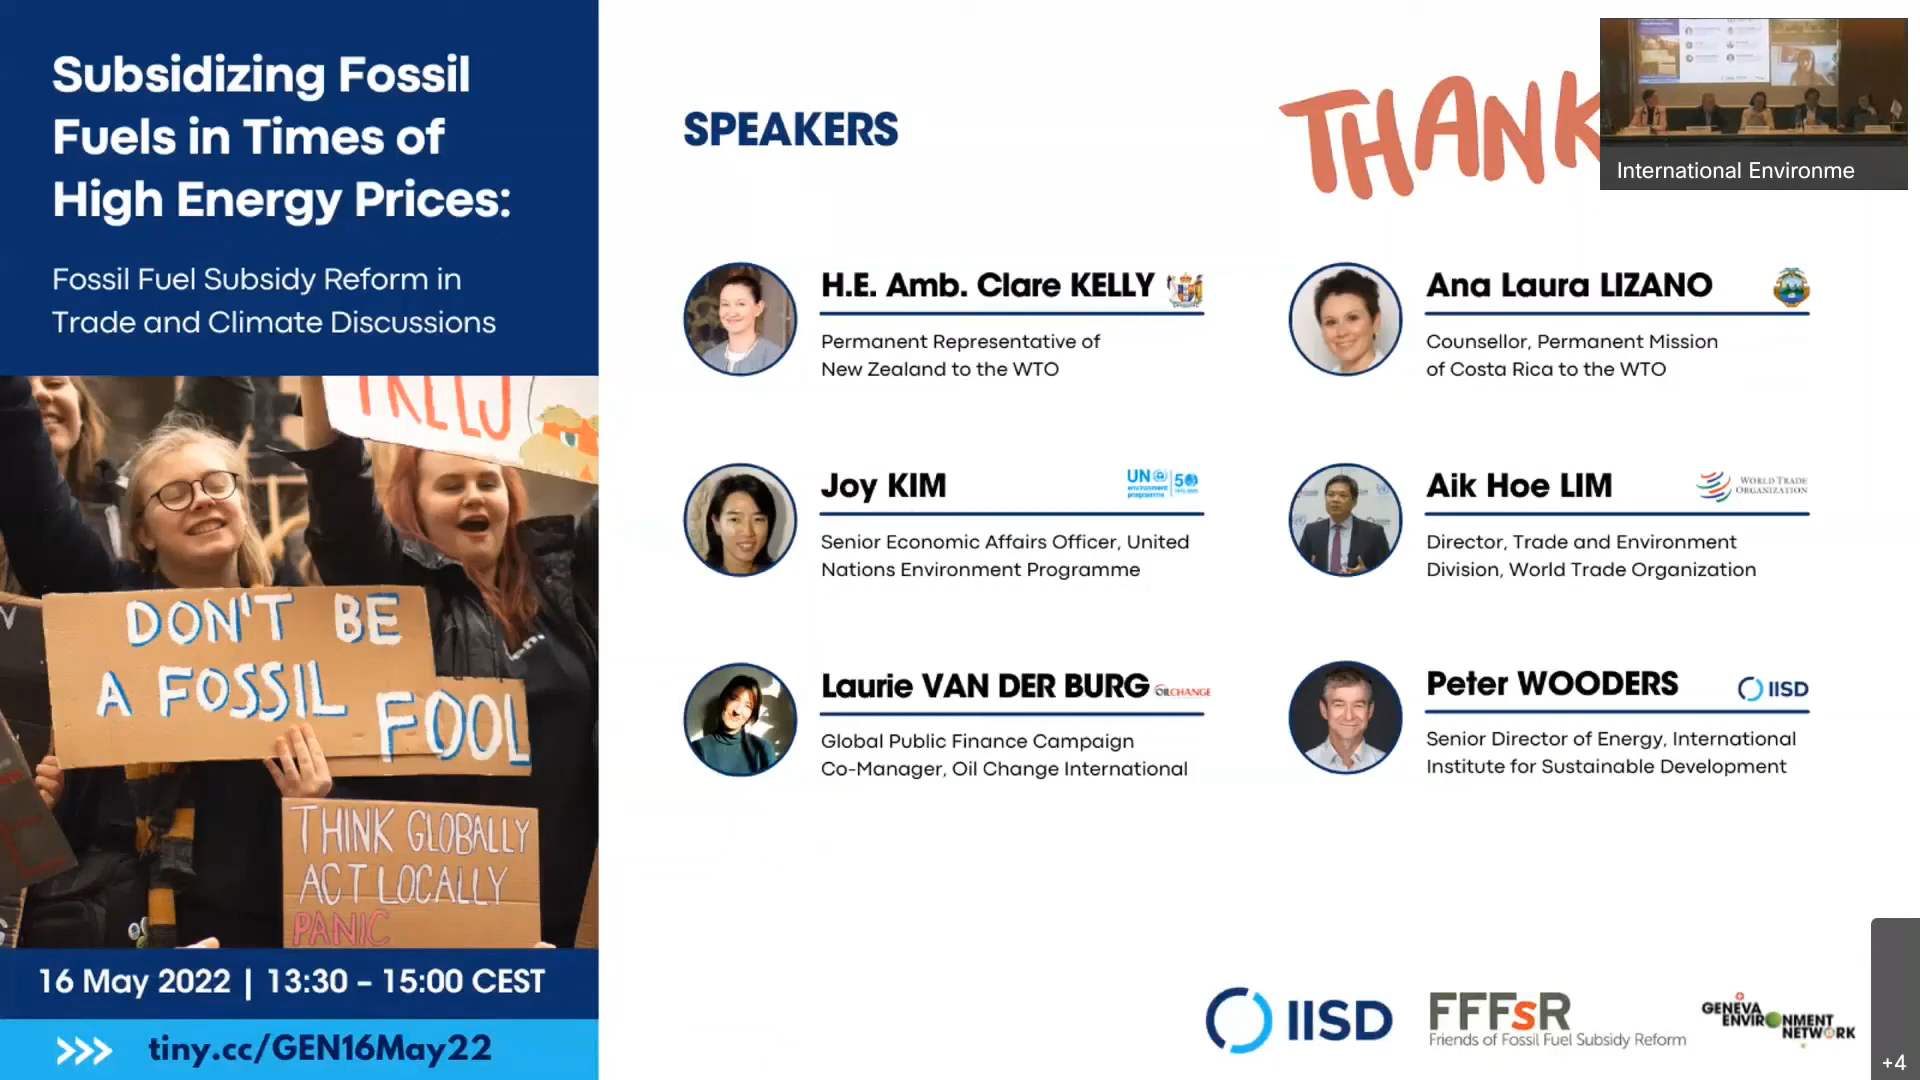 Subsidizing Fossil
Fuels in Times of
High Energy Prices:
Fossil Fuel Subsidy Reform in
Trade and Climate Discussions
DON'T BE
A FOSSIL
FOOL
THINK GLOBALLY
ACT LOCALLY
PANIC
16 May 2022 | 13:30 – 15:00 CEST
>>> tiny.cc/GEN16May22
SPEAKERS
THANK
International Environme
H.E. Amb. Clare KELLY
Permanent Representative of
New Zealand to the WTO
Ana Laura LIZANO
Counsellor, Permanent Mission
of Costa Rica to the WTO
Joy KIM
UN
environment
programme
50
Senior Economic Affairs Officer, United
Nations Environment Programme
Aik Hoe LIM
WORLD TRADE
ORGANIZATION
Director, Trade and Environment
Division, World Trade Organization
Laurie VAN DER BURG
OILCHANGE
Global Public Finance Campaign
Co-Manager, Oil Change International
Peter WOODERS
IISD
Senior Director of Energy, International
Institute for Sustainable Development
IISD
FFFsR
Friends of Fossil Fuel Subsidy Reform
GENEVA
ENVIRONMENT
NETWORK
+4